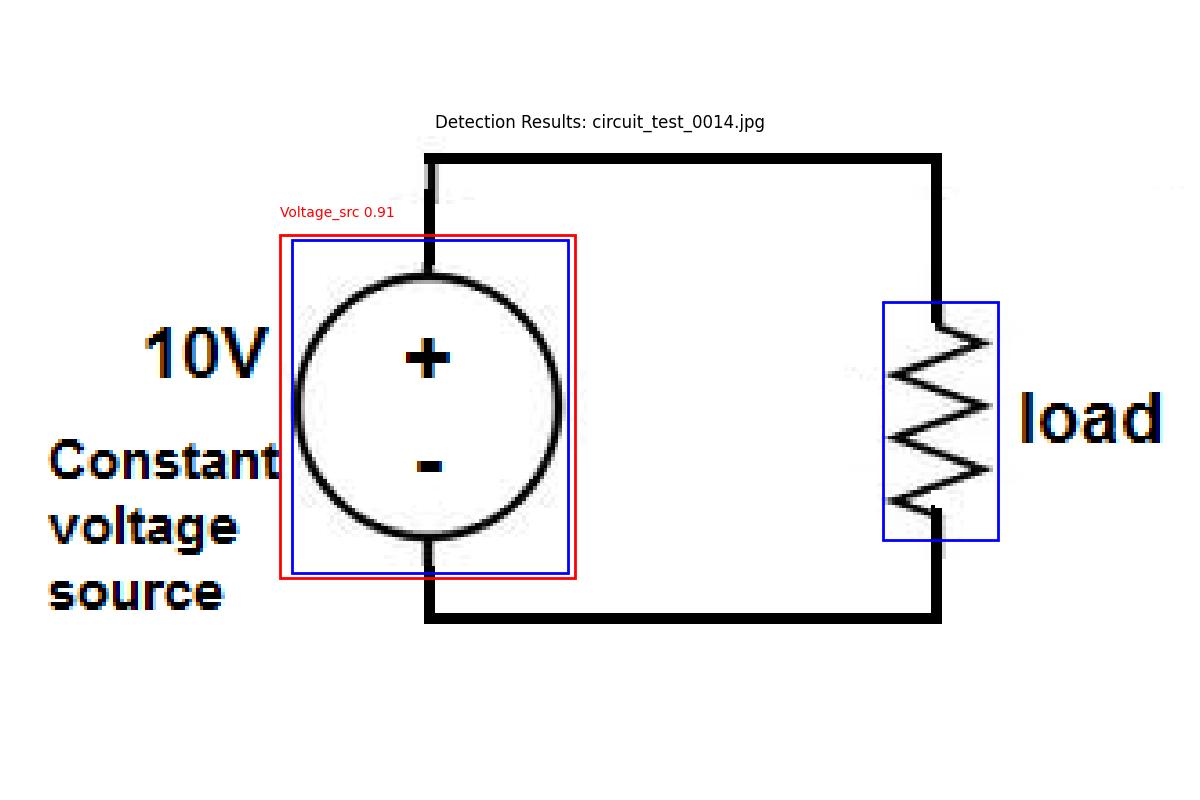 Detection Results: circuit_test_0014.jpg
Voltage_src 0.91
10V
+
-
Constant
voltage
source
load